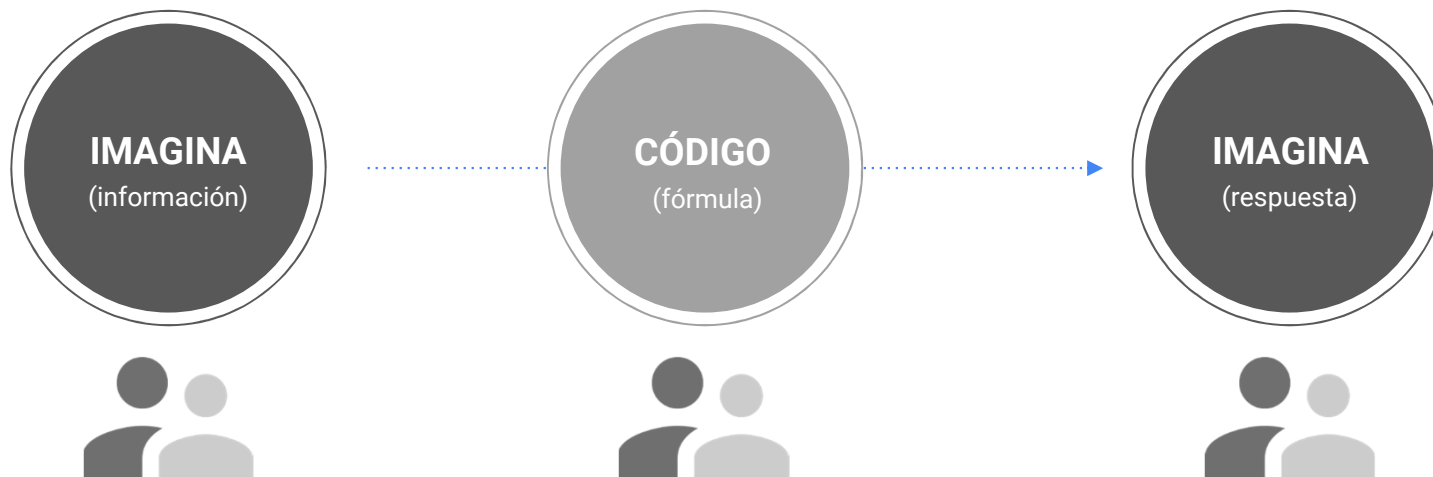 IMAGINA
(información)
CÓDIGO
(fórmula)
IMAGINA
(respuesta)